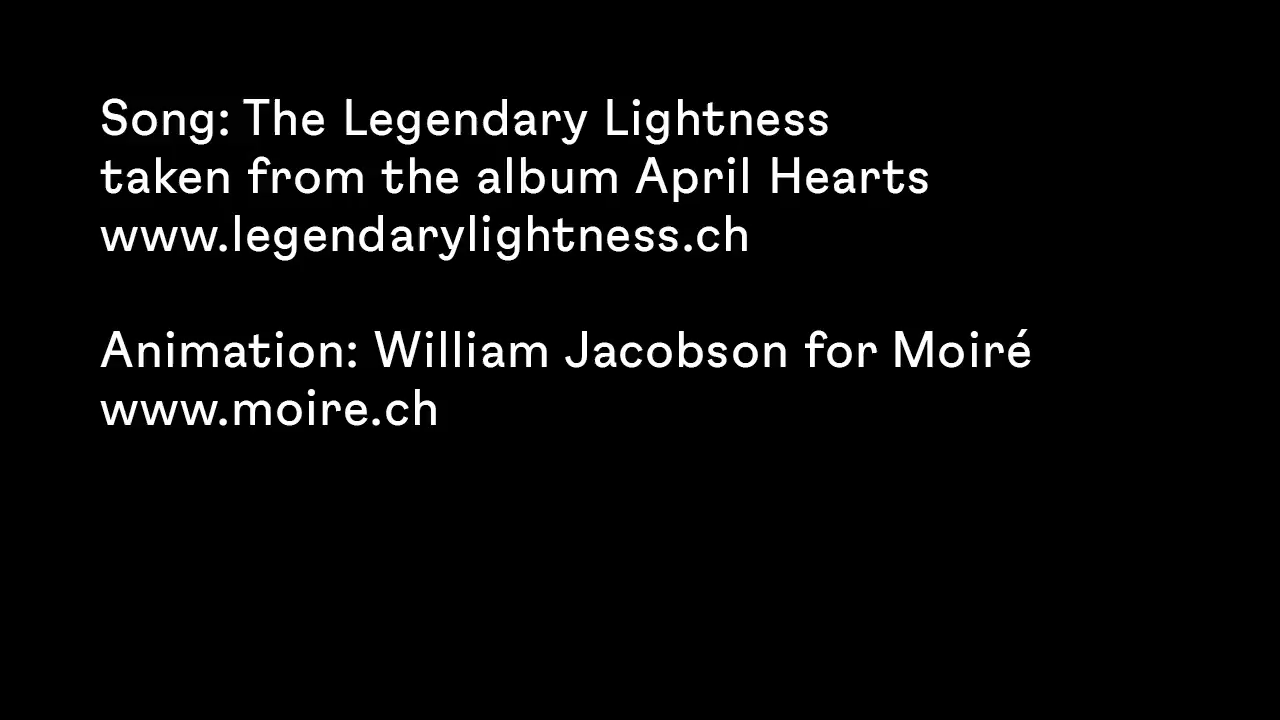 Song: The Legendary Lightness
taken from the album April Hearts
www.legendarylightness.ch
Animation: William Jacobson for Moiré
www.moire.ch